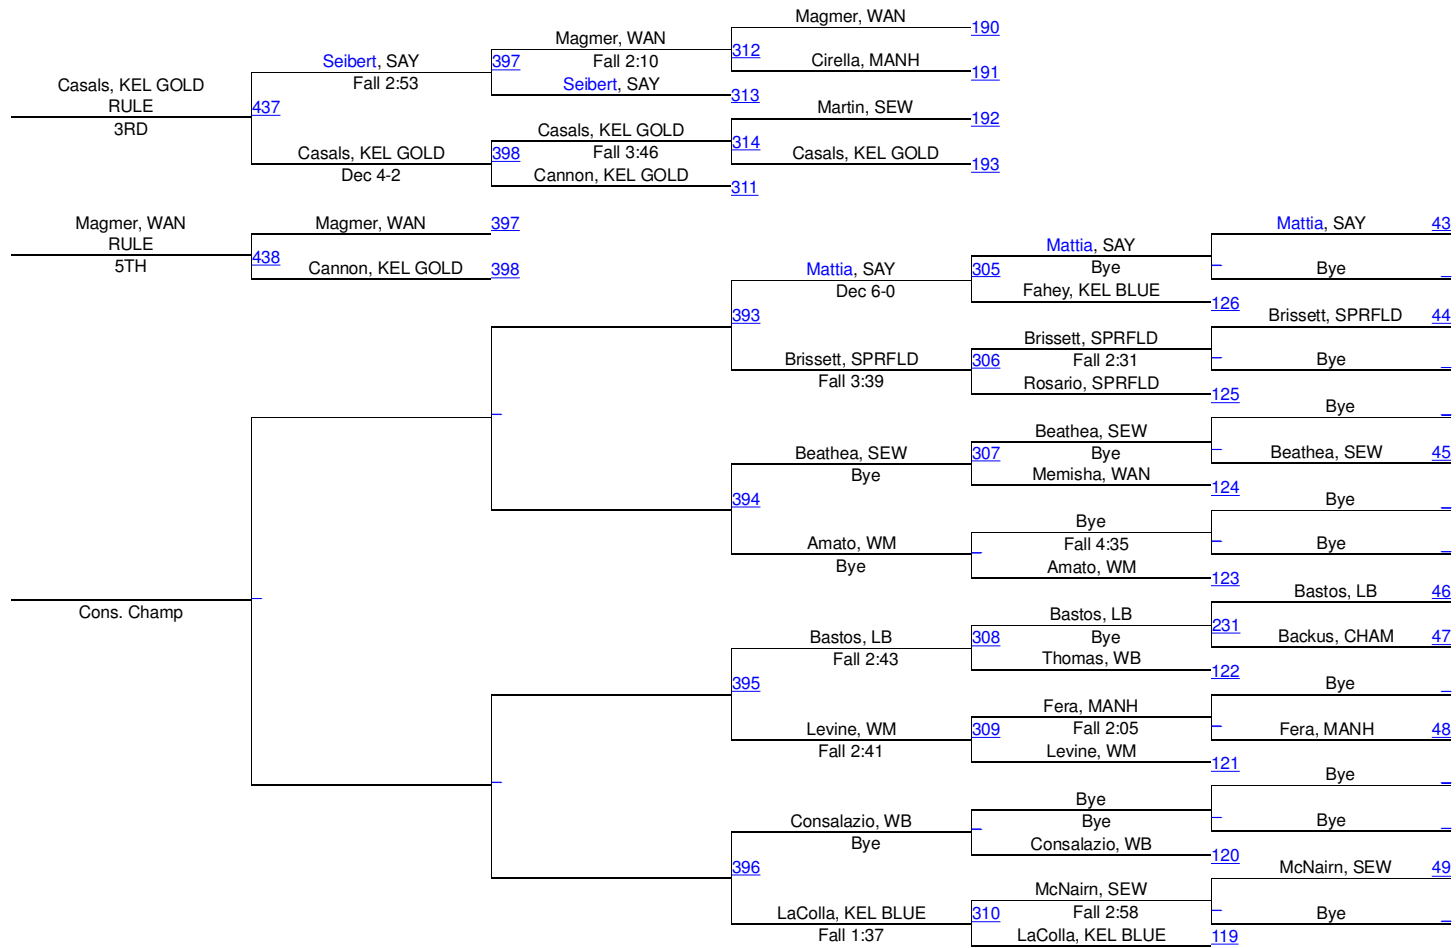 Magmer, WAN
190
Magmer, WAN
312
Fall 2:10
Cirella, MANH
191
Seibert, SAY
397
Fall 2:53
Seibert, SAY
313
Casals, KEL GOLD
RULE
437
3RD
Martin, SEW
192
Casals, KEL GOLD
314
Fall 3:46
Casals, KEL GOLD
193
Casals, KEL GOLD
398
Dec 4-2
Cannon, KEL GOLD
311
Magmer, WAN
RULE
5TH
Magmer, WAN
397
438
Cannon, KEL GOLD
398
Mattia, SAY
43
Mattia, SAY
Bye
Bye
Mattia, SAY
305
Dec 6-0
Fahey, KEL BLUE
126
393
Brissett, SPRFLD
44
Brissett, SPRFLD
Fall 2:31
Bye
Brissett, SPRFLD
306
Fall 3:39
Rosario, SPRFLD
125
Bye
Beathea, SEW
Bye
Beathea, SEW
45
Beathea, SEW
307
Bye
Memisha, WAN
124
394
Bye
Bye
Fall 4:35
Bye
Amato, WM
Bye
Amato, WM
123
Cons. Champ
Bastos, LB
46
Bastos, LB
231
Bye
Backus, CHAM
47
Bastos, LB
308
Fall 2:43
Thomas, WB
122
395
Bye
Fera, MANH
Fall 2:05
Fera, MANH
48
Levine, WM
309
Fall 2:41
Levine, WM
121
Bye
Bye
Bye
Bye
Consalazio, WB
Bye
Consalazio, WB
120
396
McNairn, SEW
49
McNairn, SEW
Fall 2:58
Bye
LaColla, KEL BLUE
310
Fall 1:37
LaColla, KEL BLUE
119